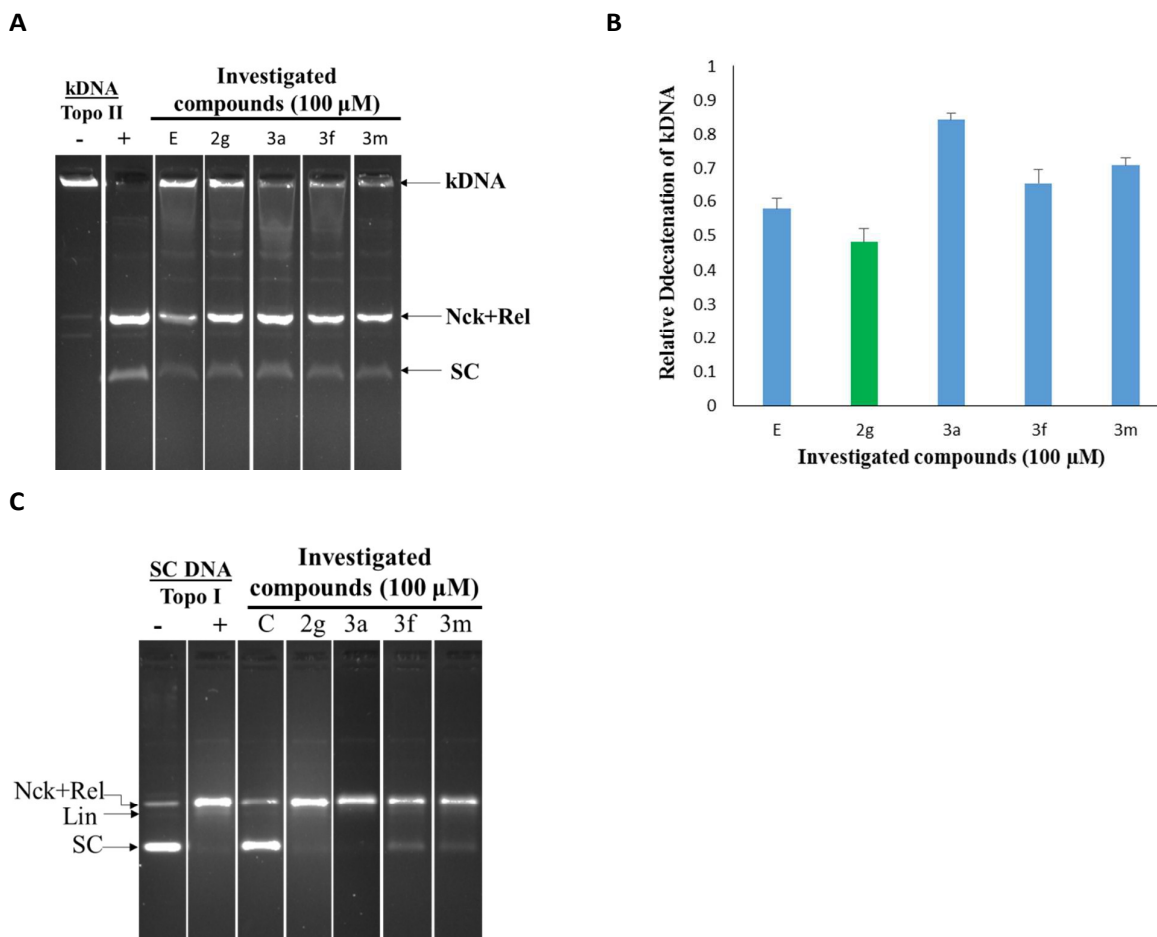 A
kDNA
Topo II
- +
Investigated
compounds (100 µM)
E 2g 3a 3f 3m
kDNA
Nck+Rel
SC
B
Relative Ddecatenation of kDNA
1
0.9
0.8
0.7
0.6
0.5
0.4
0.3
0.2
0.1
0
E 2g 3a 3f 3m
Investigated compounds (100 µM)
C
SC DNA
Topo I
- +
Investigated
compounds (100 µM)
C 2g 3a 3f 3m
Nck+Rel
Lin
SC